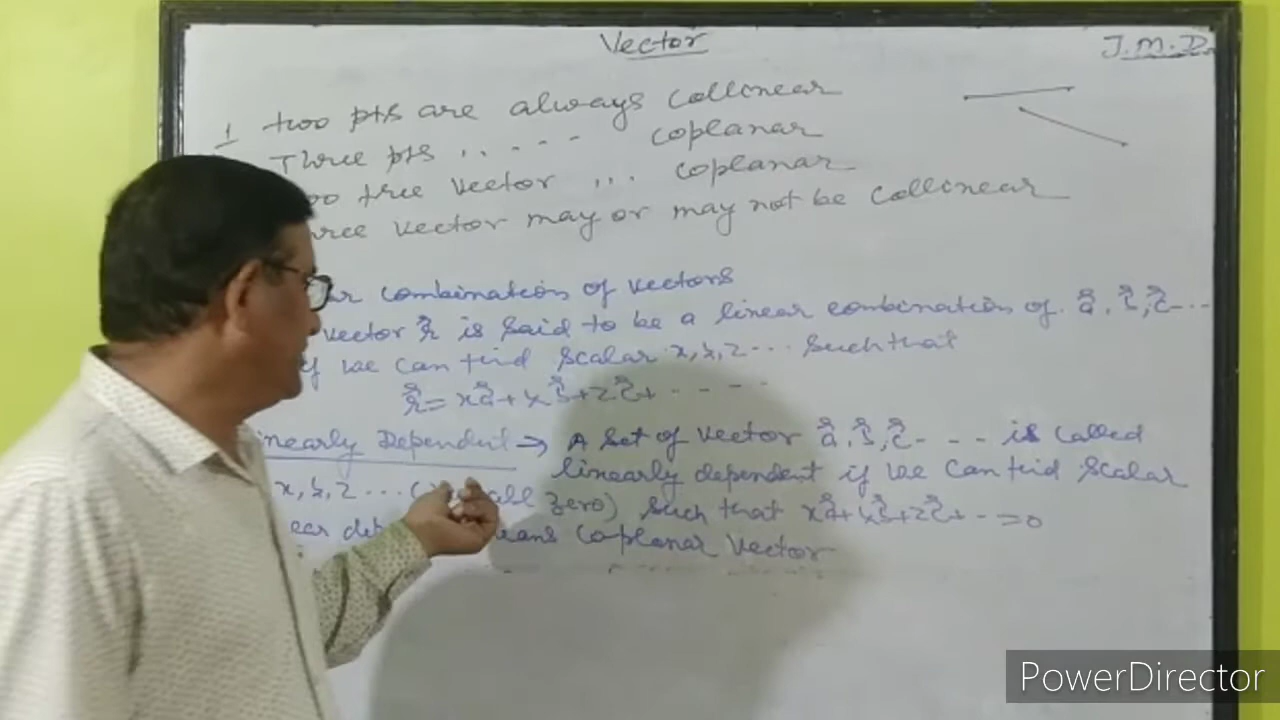 Vector
J.M.D.
1 two pts are always collinear
Three pts ..--- coplanar
free vector ... coplanar
vector may or may not be collinear
combination of vectors
vector r⃗ is said to be a linear combination of a⃗, b⃗, c⃗ ---
if we can find scalar x, y, z ... such that
r⃗ = xa⃗ + yb⃗ + zc⃗ + - - - -
Dependent → A set of vector a⃗, b⃗, c⃗ - - - is called
linearly dependent if we can find scalar
x, y, z ... all zero) such that xa⃗ + yb⃗ + zc⃗ + - - = 0
coplanar vector
PowerDirector